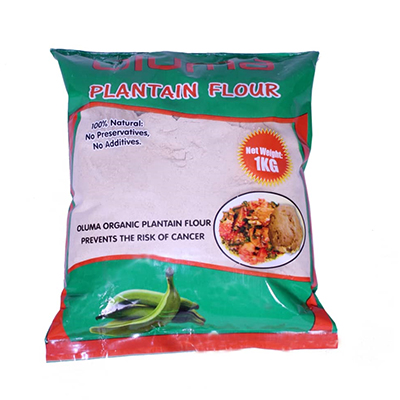 Oluma
PLANTAIN FLOUR
100% Natural:
No Preservatives,
No Additives.
Net Weight:
1KG
OLUMA ORGANIC PLANTAIN FLOUR
PREVENTS THE RISK OF CANCER